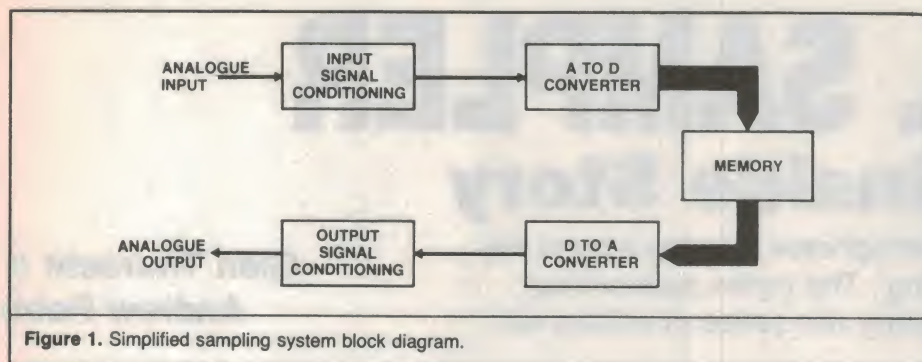 ANALOGUE
INPUT
INPUT
SIGNAL
CONDITIONING
A TO D
CONVERTER
MEMORY
ANALOGUE
OUTPUT
OUTPUT
SIGNAL
CONDITIONING
D TO A
CONVERTER
Figure 1. Simplified sampling system block diagram.